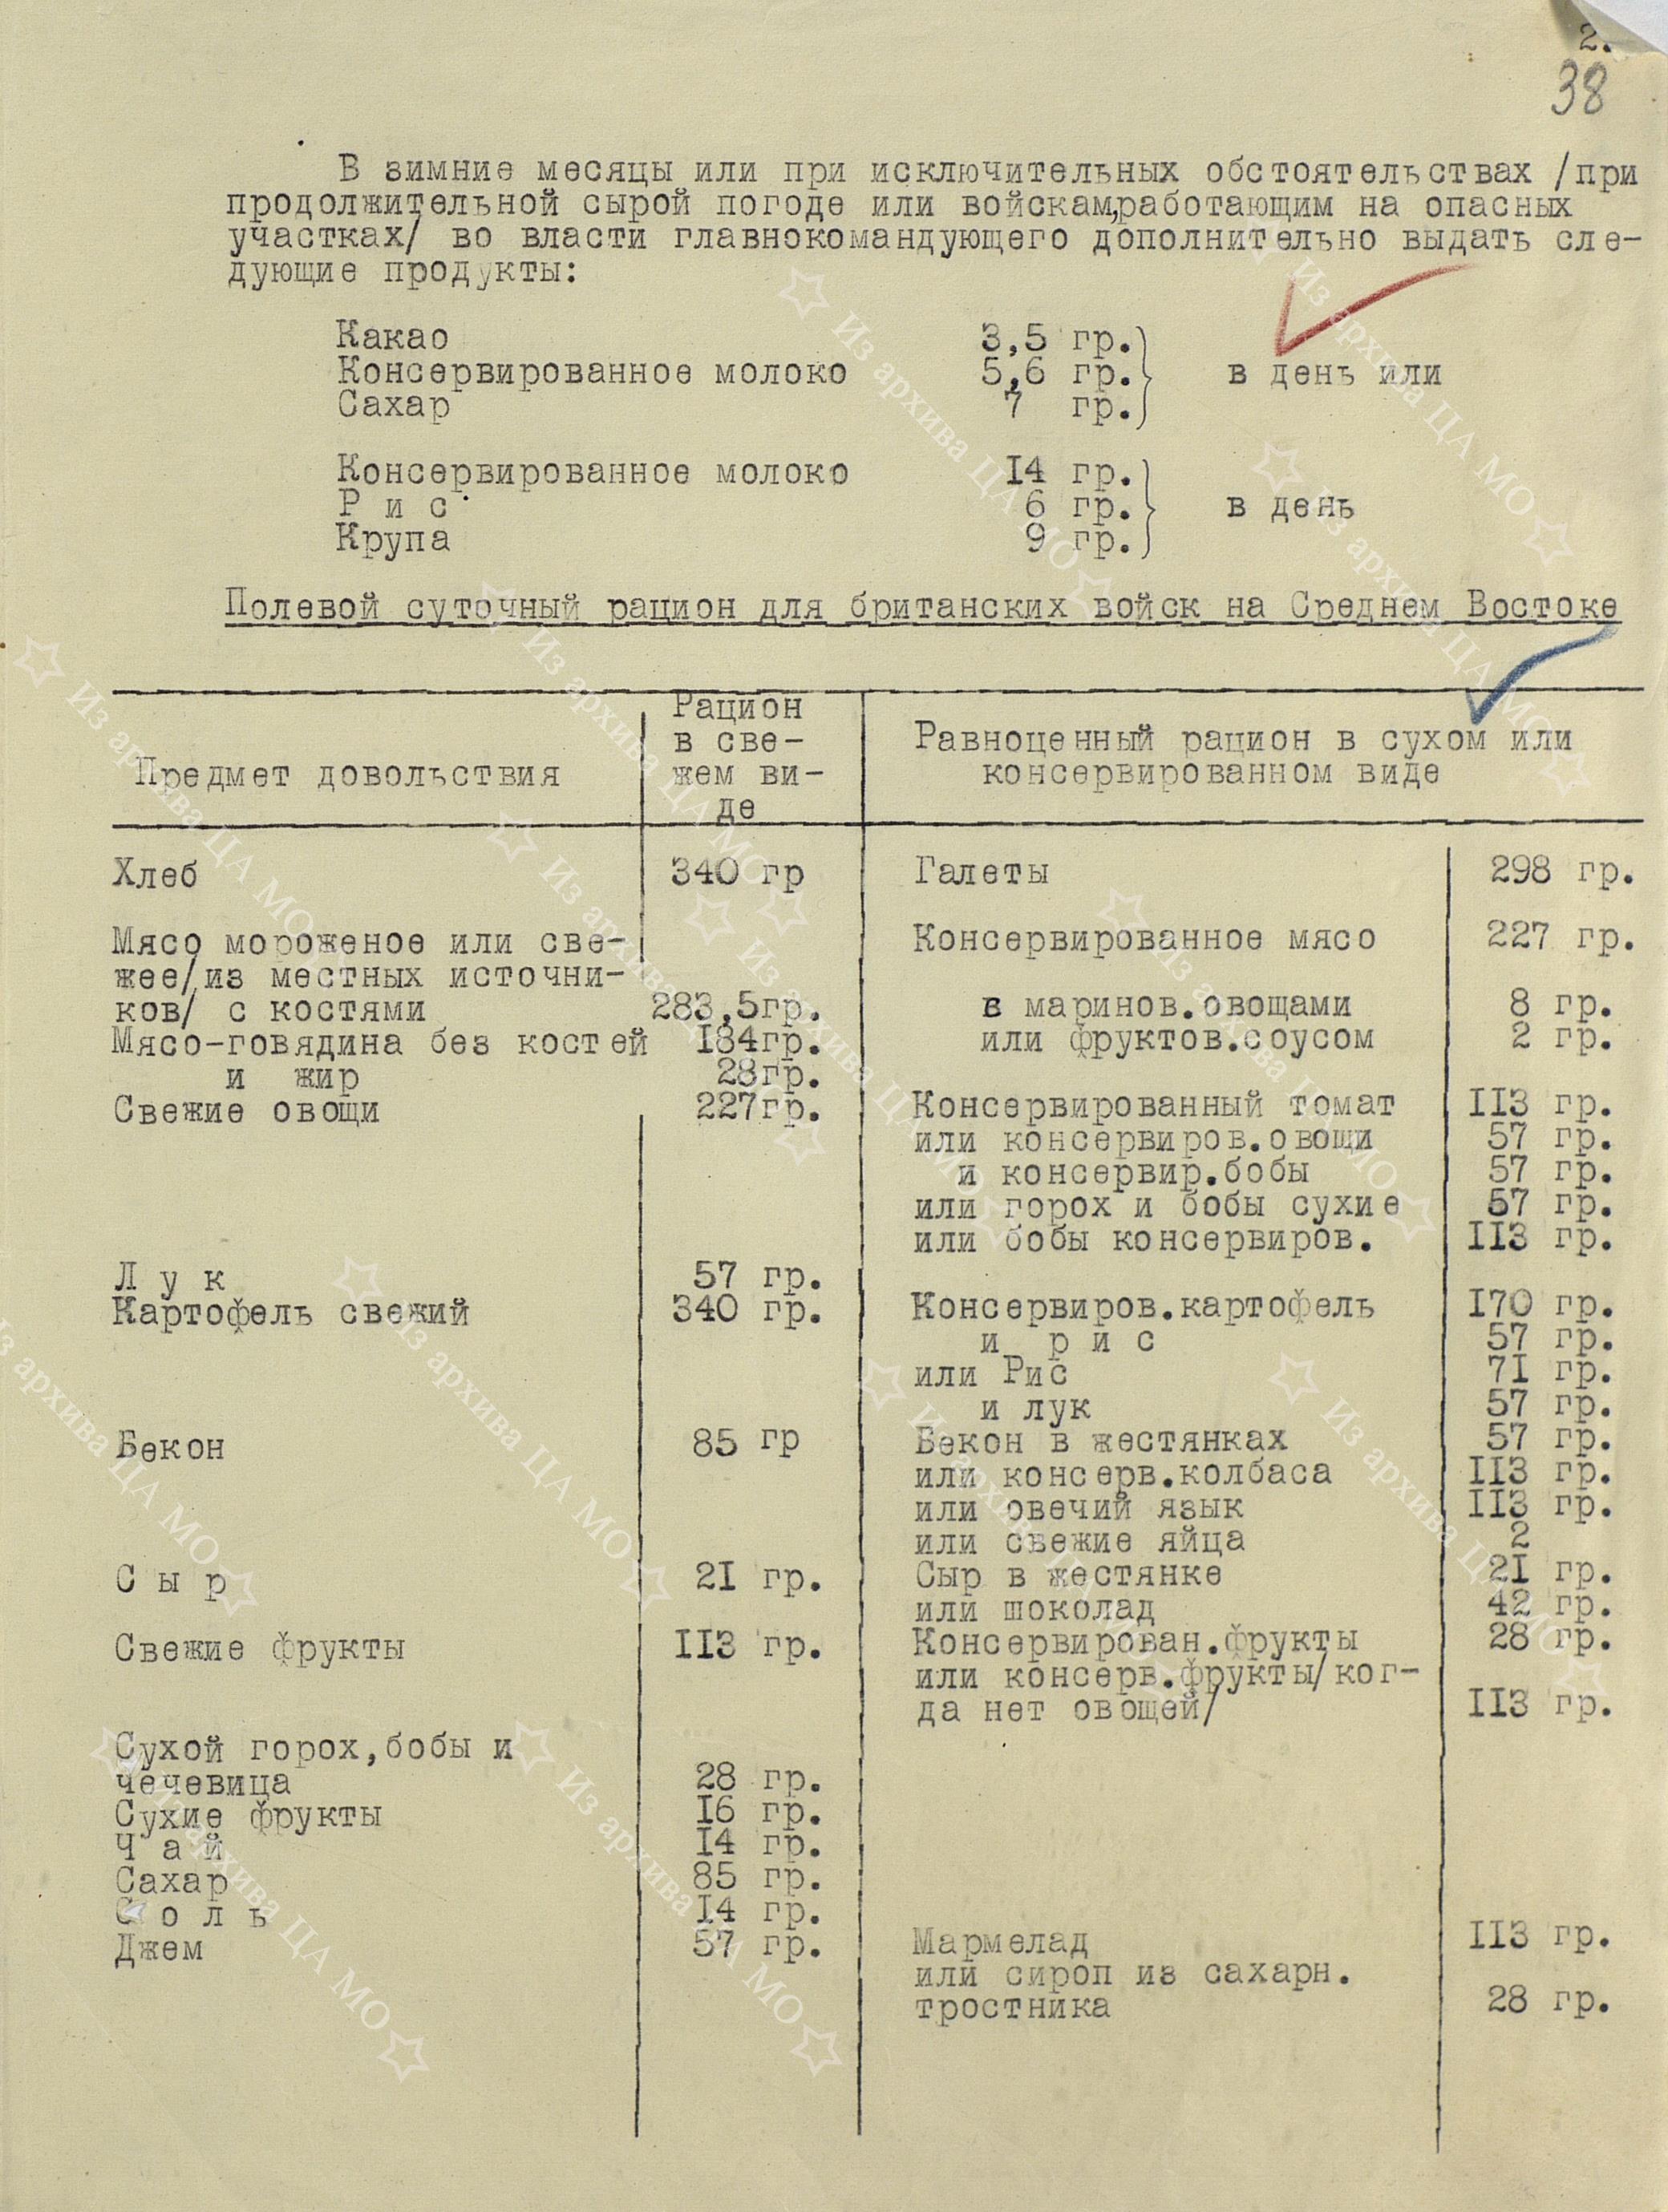 2.
38
В зимние месяцы или при исключительных обстоятельствах /при
продолжительной сырой погоде или войскам,работающим на опасных
участках/ во власти главнокомандующего дополнительно выдать сле-
дующие продукты:
Какао 3,5 гр.
Консервированное молоко 5,6 гр. в день или
Сахар 7 гр.
Консервированное молоко 14 гр.
Р и с 6 гр. в день
Крупа 9 гр.
Полевой суточный рацион для британских войск на Среднем Востоке
Предмет довольствия
Рацион
в све-
жем ви-
де
Равноценный рацион в сухом или
консервированном виде
Хлеб 340 гр Галеты 298 гр.
Мясо мороженое или све- Консервированное мясо 227 гр.
жее/из местных источни-
ков/ с костями 283,5гр. в маринов.овощами 8 гр.
Мясо-говядина без костей 184гр. или фруктов.соусом 2 гр.
и жир 28гр.
Свежие овощи 227гр. Консервированный томат 113 гр.
или консервиров.овощи 57 гр.
и консервир.бобы 57 гр.
или горох и бобы сухие 57 гр.
или бобы консервиров. 113 гр.
Л у к 57 гр.
Картофель свежий 340 гр. Консервиров.картофель 170 гр.
и р и с 57 гр.
или Рис 71 гр.
и лук 57 гр.
Бекон 85 гр Бекон в жестянках 57 гр.
или консерв.колбаса 113 гр.
или овечий язык 113 гр.
или свежие яйца 2
С ы р 21 гр. Сыр в жестянке 21 гр.
или шоколад 42 гр.
Свежие фрукты 113 гр. Консервирован.фрукты 28 гр.
или консерв.фрукты/ког-
да нет овощей/ 113 гр.
Сухой горох,бобы и
чечевица 28 гр.
Сухие фрукты 16 гр.
Ч а й 14 гр.
Сахар 85 гр.
С о л ь 14 гр.
Джем 57 гр. Мармелад 113 гр.
или сироп из сахарн.
тростника 28 гр.
Из архива ЦА МО